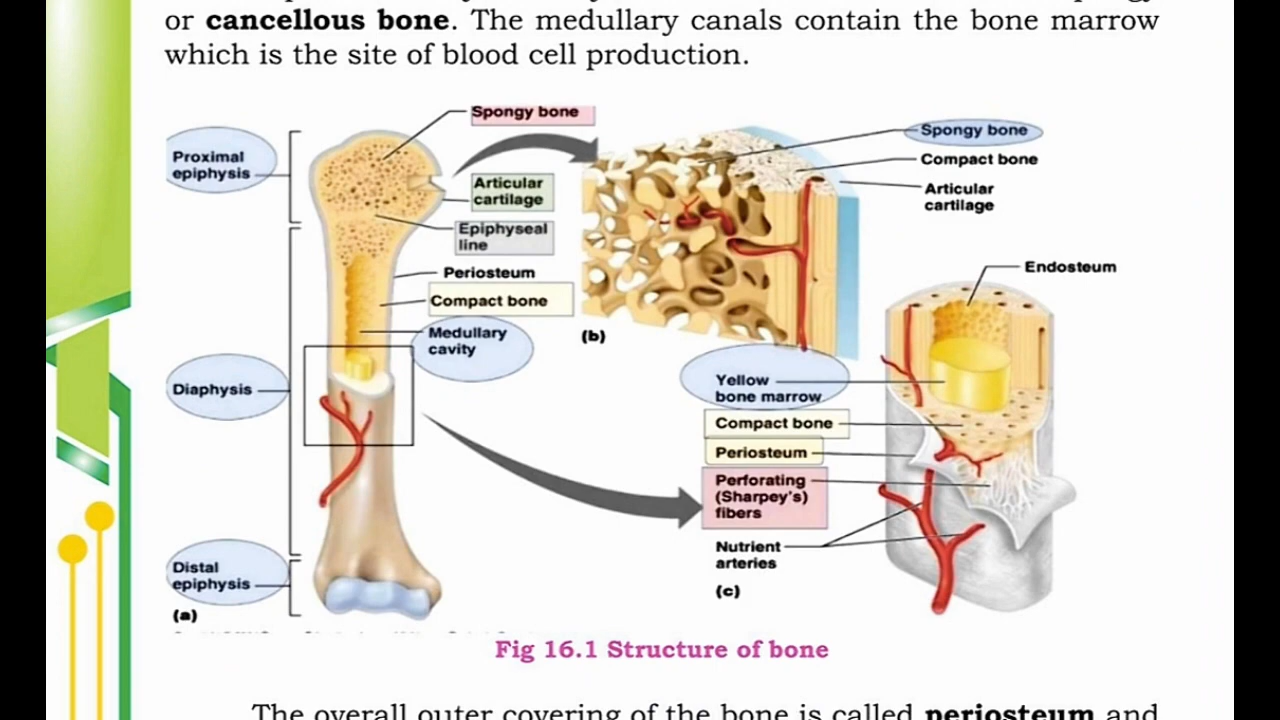 or cancellous bone. The medullary canals contain the bone marrow
which is the site of blood cell production.
Spongy bone
Proximal
epiphysis
Articular
cartilage
Epiphyseal
line
Periosteum
Compact bone
Medullary
cavity
Diaphysis
Distal
epiphysis
(a)
Spongy bone
Compact bone
Articular
cartilage
(b)
Endosteum
Yellow
bone marrow
Compact bone
Periosteum
Perforating
(Sharpey's)
fibers
Nutrient
arteries
(c)
Fig 16.1 Structure of bone
The overall outer covering of the bone is called periosteum and